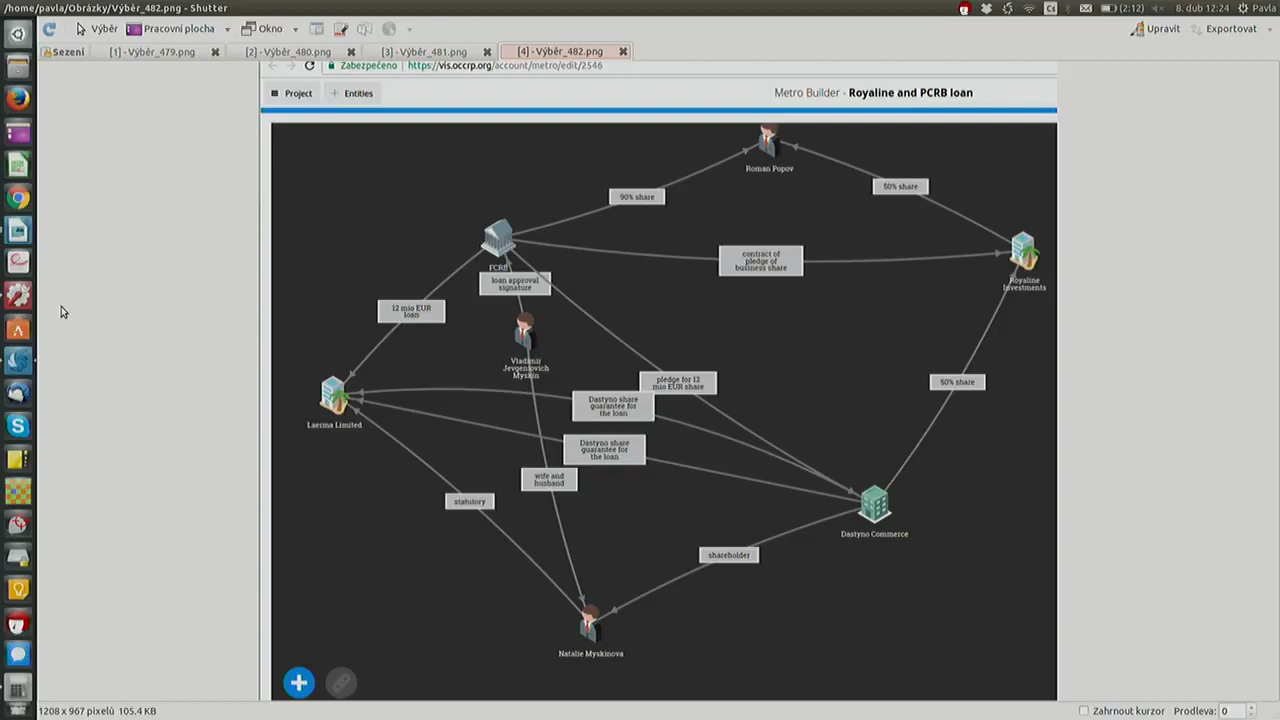 /home/pavla/Obrázky/Výběr_482.png - Shutter
Cs
(2:12)
8. dub 12:24
Pavla
Výběr
Pracovní plocha
Okno
Upravit
Exportovat
Sezení
[1] - Výběr_479.png
[2] - Výběr_480.png
[3] - Výběr_481.png
[4] - Výběr_482.png
Zabezpečeno
https://vis.occrp.org/account/metro/edit/2546
Project
Entities
Metro Builder - Royaline and PCRB loan
Roman Popov
90% share
50% share
FCRB
contract of
pledge of
business share
loan approval
signature
Royaline
Investments
12 mio EUR
loan
Vladimir
Jevgenjovich
Myskin
pledge for 12
mio EUR share
50% share
Dastyno share
guarantee for
the loan
Laerma Limited
Dastyno share
guarantee for
the loan
wife and
husband
statutory
Dastyno Commerce
shareholder
Natalie Myskinova
1208 x 967 pixelů 105.4 KB
Zahrnout kurzor
Prodleva:
0